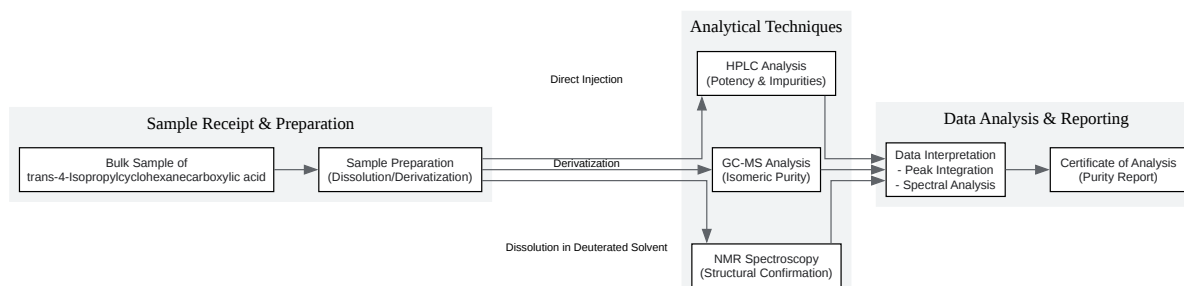 Sample Receipt & Preparation
Bulk Sample of
trans-4-Isopropylcyclohexanecarboxylic acid
Sample Preparation
(Dissolution/Derivatization)
Direct Injection
Derivatization
Dissolution in Deuterated Solvent
Analytical Techniques
HPLC Analysis
(Potency & Impurities)
GC-MS Analysis
(Isomeric Purity)
NMR Spectroscopy
(Structural Confirmation)
Data Analysis & Reporting
Data Interpretation
- Peak Integration
- Spectral Analysis
Certificate of Analysis
(Purity Report)